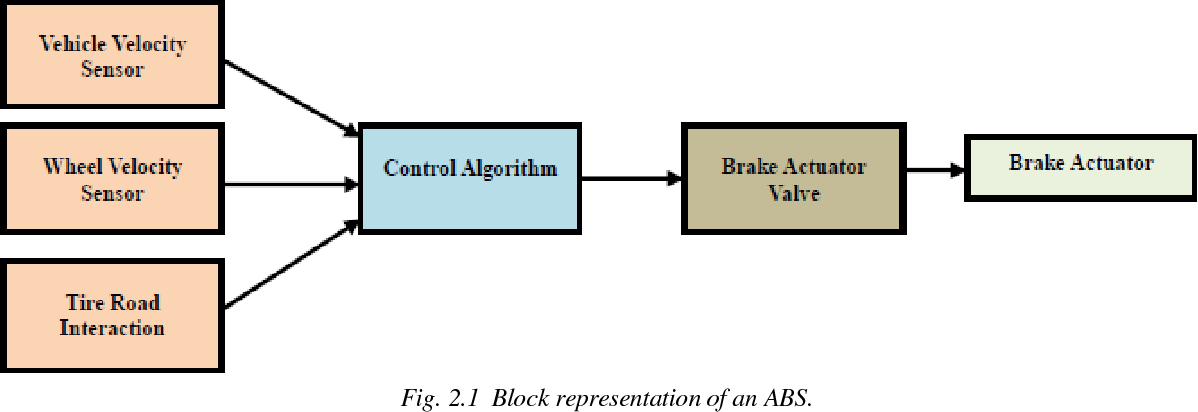 Vehicle Velocity
Sensor
Wheel Velocity
Sensor
Tire Road
Interaction
Control Algorithm
Brake Actuator
Valve
Brake Actuator
Fig. 2.1 Block representation of an ABS.